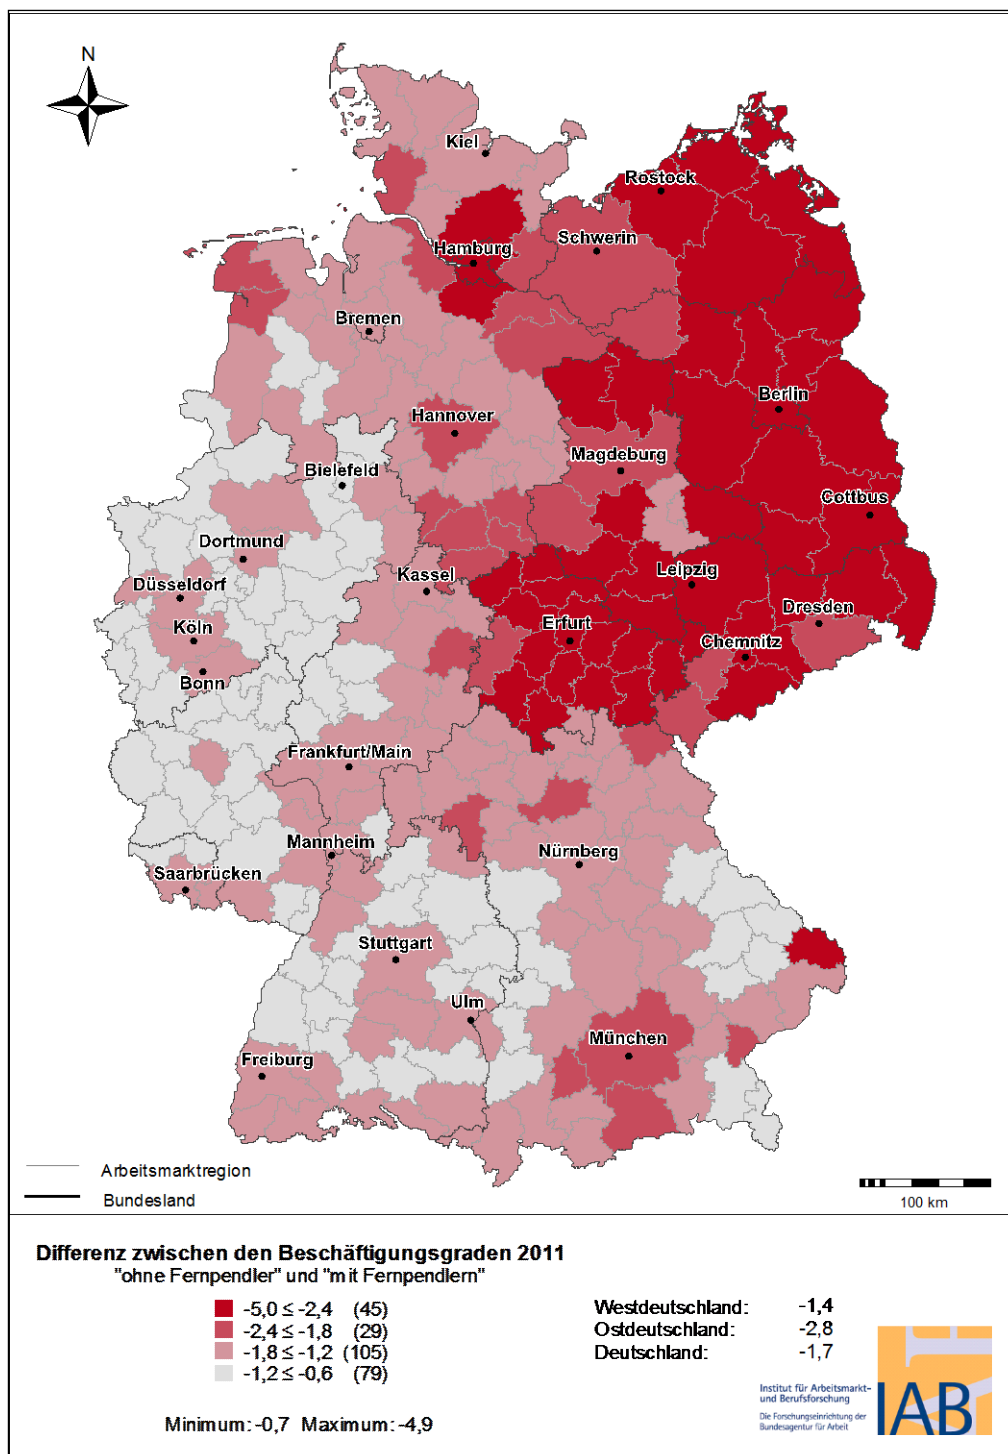 N
Kiel
Rostock
Schwerin
Hamburg
Bremen
Berlin
Hannover
Magdeburg
Bielefeld
Cottbus
Dortmund
Leipzig
Düsseldorf
Kassel
Dresden
Köln
Erfurt
Chemnitz
Bonn
Frankfurt/Main
Mannheim
Nürnberg
Saarbrücken
Stuttgart
Ulm
München
Freiburg
Arbeitsmarktregion
Bundesland
100 km
Differenz zwischen den Beschäftigungsgraden 2011
"ohne Fernpendler" und "mit Fernpendlern"
-5,0 ≤ -2,4 (45)
-2,4 ≤ -1,8 (29)
-1,8 ≤ -1,2 (105)
-1,2 ≤ -0,6 (79)
Minimum: -0,7 Maximum: -4,9
Westdeutschland: -1,4
Ostdeutschland: -2,8
Deutschland: -1,7
Institut für Arbeitsmarkt-
und Berufsforschung
Die Forschungseinrichtung der
Bundesagentur für Arbeit
IAB